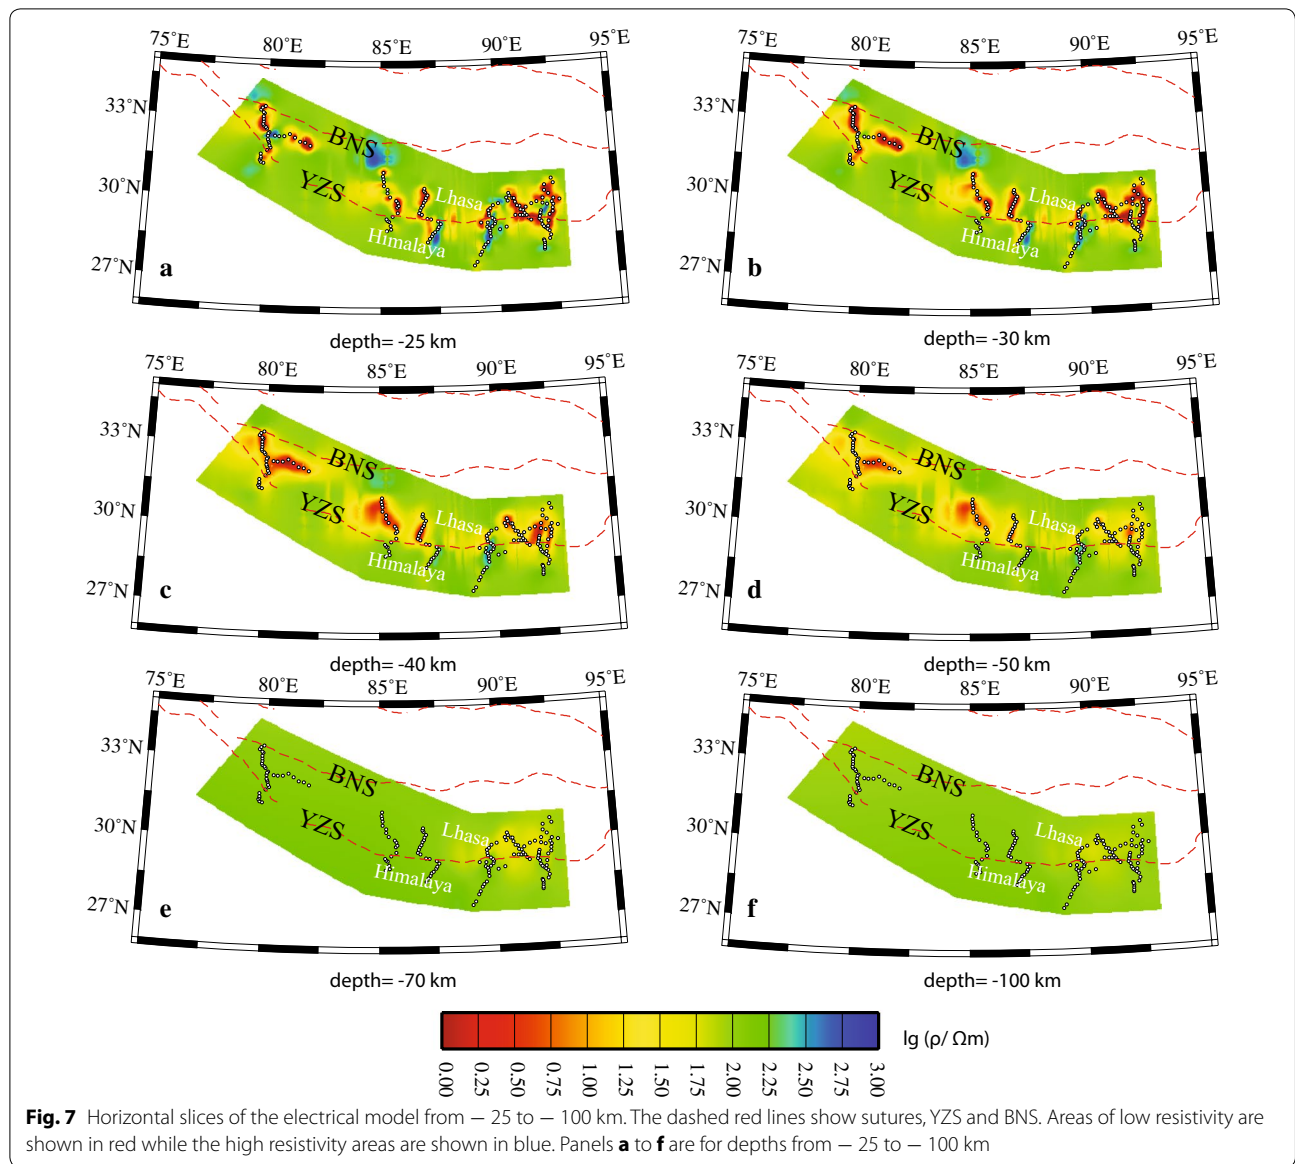 75˚E 80˚E 85˚E 90˚E 95˚E
33˚N
30˚N
27˚N
BNS
YZS
Lhasa
Himalaya
a
depth= -25 km
75˚E 80˚E 85˚E 90˚E 95˚E
33˚N
30˚N
27˚N
BNS
YZS
Lhasa
Himalaya
b
depth= -30 km
75˚E 80˚E 85˚E 90˚E 95˚E
33˚N
30˚N
27˚N
BNS
YZS
Lhasa
Himalaya
c
depth= -40 km
75˚E 80˚E 85˚E 90˚E 95˚E
33˚N
30˚N
27˚N
BNS
YZS
Lhasa
Himalaya
d
depth= -50 km
75˚E 80˚E 85˚E 90˚E 95˚E
33˚N
30˚N
27˚N
BNS
YZS
Lhasa
Himalaya
e
depth= -70 km
75˚E 80˚E 85˚E 90˚E 95˚E
33˚N
30˚N
27˚N
BNS
YZS
Lhasa
Himalaya
f
depth= -100 km
lg (ρ/ Ωm)
0.00 0.25 0.50 0.75 1.00 1.25 1.50 1.75 2.00 2.25 2.50 2.75 3.00
Fig. 7 Horizontal slices of the electrical model from − 25 to − 100 km. The dashed red lines show sutures, YZS and BNS. Areas of low resistivity are
shown in red while the high resistivity areas are shown in blue. Panels a to f are for depths from − 25 to − 100 km